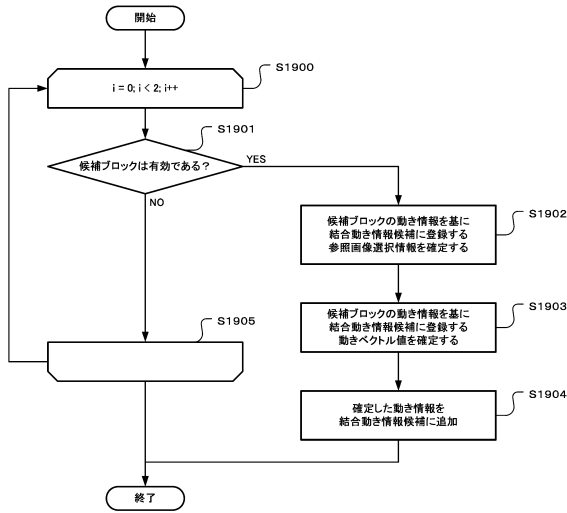 開始
i = 0; i < 2; i++
S1900
候補ブロックは有効である？
S1901
YES
NO
候補ブロックの動き情報を基に
結合動き情報候補に登録する
参照画像選択情報を確定する
S1902
候補ブロックの動き情報を基に
結合動き情報候補に登録する
動きベクトル値を確定する
S1903
S1905
確定した動き情報を
結合動き情報候補に追加
S1904
終了